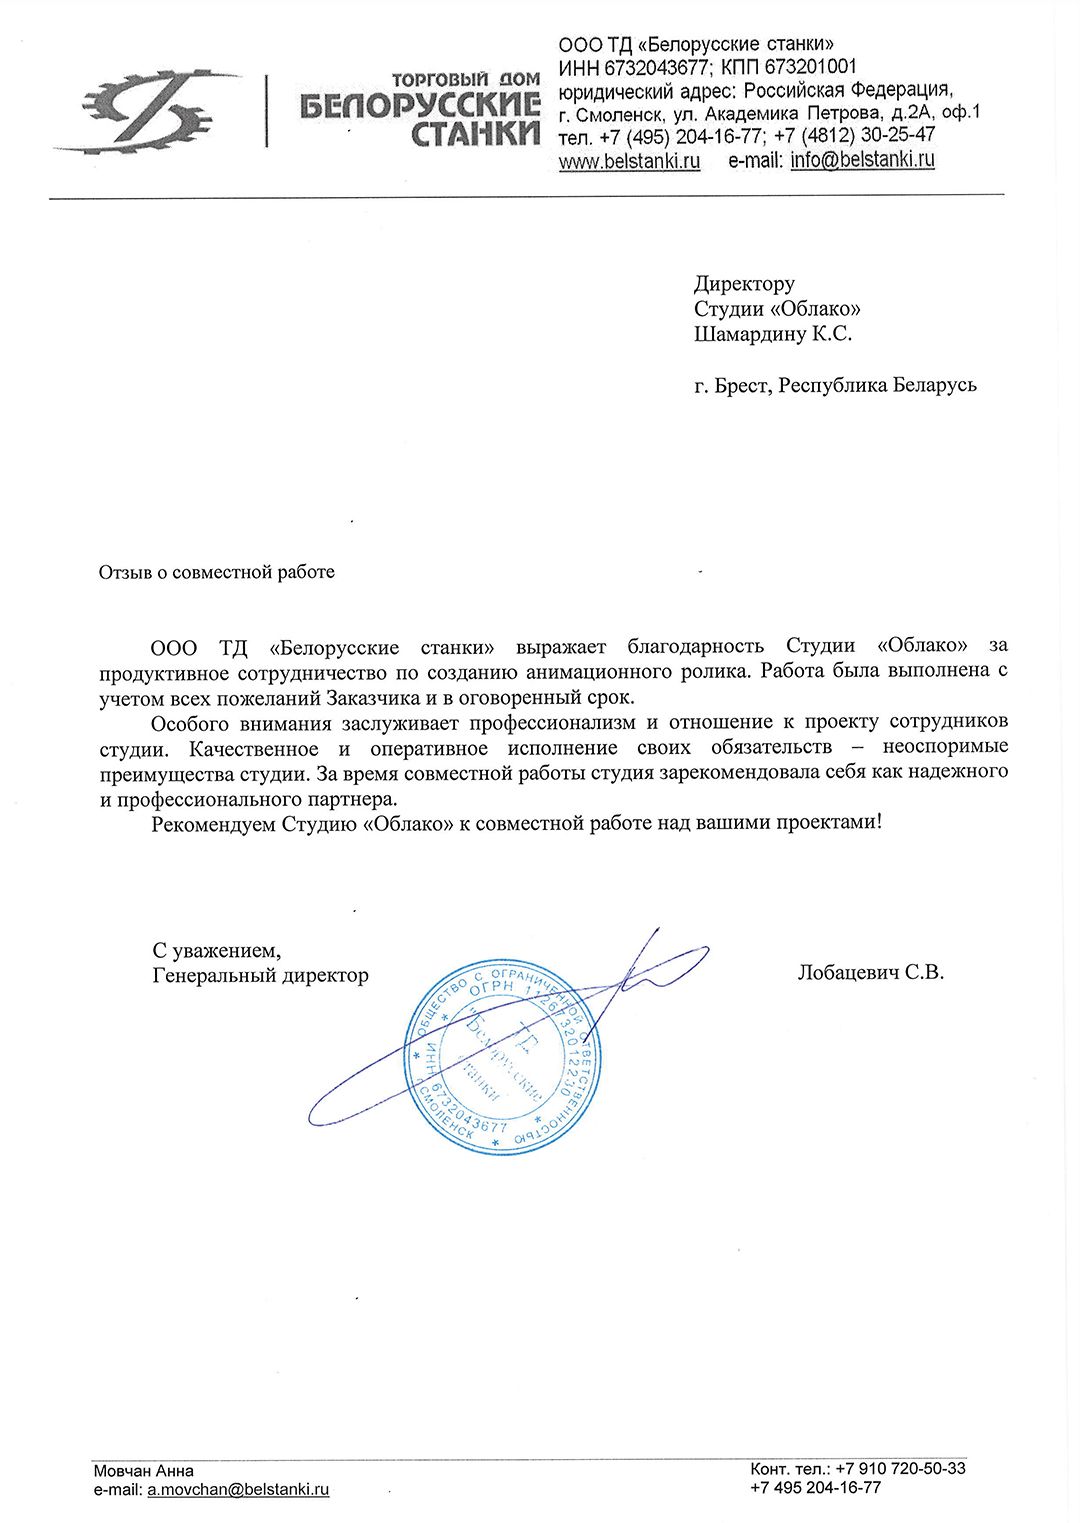 ТОРГОВЫЙ ДОМ
БЕЛОРУССКИЕ
СТАНКИ
ООО ТД «Белорусские станки»
ИНН 6732043677; КПП 673201001
юридический адрес: Российская Федерация,
г. Смоленск, ул. Академика Петрова, д.2А, оф.1
тел. +7 (495) 204-16-77; +7 (4812) 30-25-47
www.belstanki.ru e-mail: info@belstanki.ru
Директору
Студии «Облако»
Шамардину К.С.
г. Брест, Республика Беларусь
Отзыв о совместной работе
ООО ТД «Белорусские станки» выражает благодарность Студии «Облако» за
продуктивное сотрудничество по созданию анимационного ролика. Работа была выполнена с
учетом всех пожеланий Заказчика и в оговоренный срок.
Особого внимания заслуживает профессионализм и отношение к проекту сотрудников
студии. Качественное и оперативное исполнение своих обязательств – неоспоримые
преимущества студии. За время совместной работы студия зарекомендовала себя как надежного
и профессионального партнера.
Рекомендуем Студию «Облако» к совместной работе над вашими проектами!
С уважением,
Генеральный директор
Лобацевич С.В.
ОБЩЕСТВО С ОГРАНИЧЕННОЙ ОТВЕТСТВЕННОСТЬЮ
* СМОЛЕНСК *
ОГРН 1126732012230
* ИНН 6732043677 *
ТД
"Белорусские
станки"
Мовчан Анна
e-mail: a.movchan@belstanki.ru
Конт. тел.: +7 910 720-50-33
+7 495 204-16-77